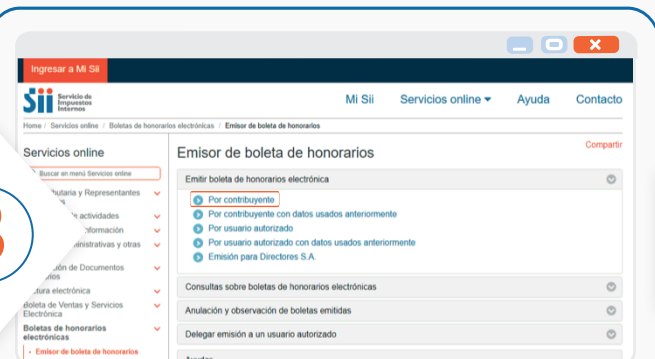 Ingresar a Mi Sii
Sii Servicio de
Impuestos
Internos
Mi Sii Servicios online Ayuda Contacto
Home / Servicios online / Boletas de honorarios electrónicas / Emisor de boleta de honorarios
Servicios online
Buscar en menú Servicios online
y Representantes
actividades
administrativas y otras
de Documentos
electrónica
Boleta de Ventas y Servicios
Electrónica
Boletas de honorarios
electrónicas
Emisor de boleta de honorarios
Emisor de boleta de honorarios
Compartir
Emitir boleta de honorarios electrónica
Por contribuyente
Por contribuyente con datos usados anteriormente
Por usuario autorizado
Por usuario autorizado con datos usados anteriormente
Emisión para Directores S.A.
Consultas sobre boletas de honorarios electrónicas
Anulación y observación de boletas emitidas
Delegar emisión a un usuario autorizado